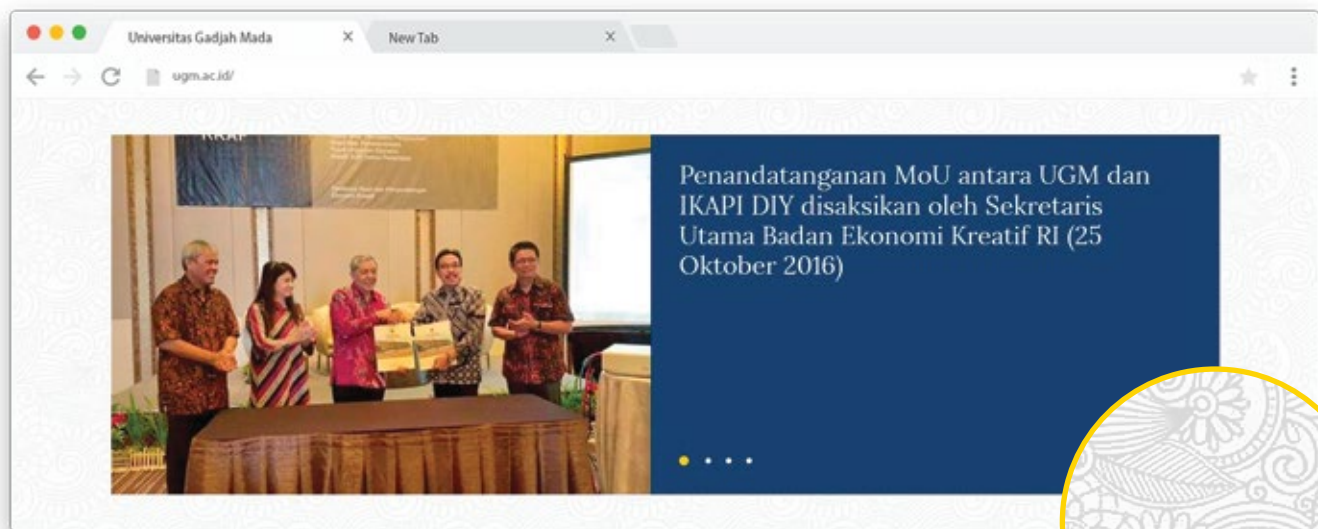 Universitas Gadjah Mada
New Tab
ugm.ac.id/
Penandatanganan MoU antara UGM dan
IKAPI DIY disaksikan oleh Sekretaris
Utama Badan Ekonomi Kreatif RI (25
Oktober 2016)